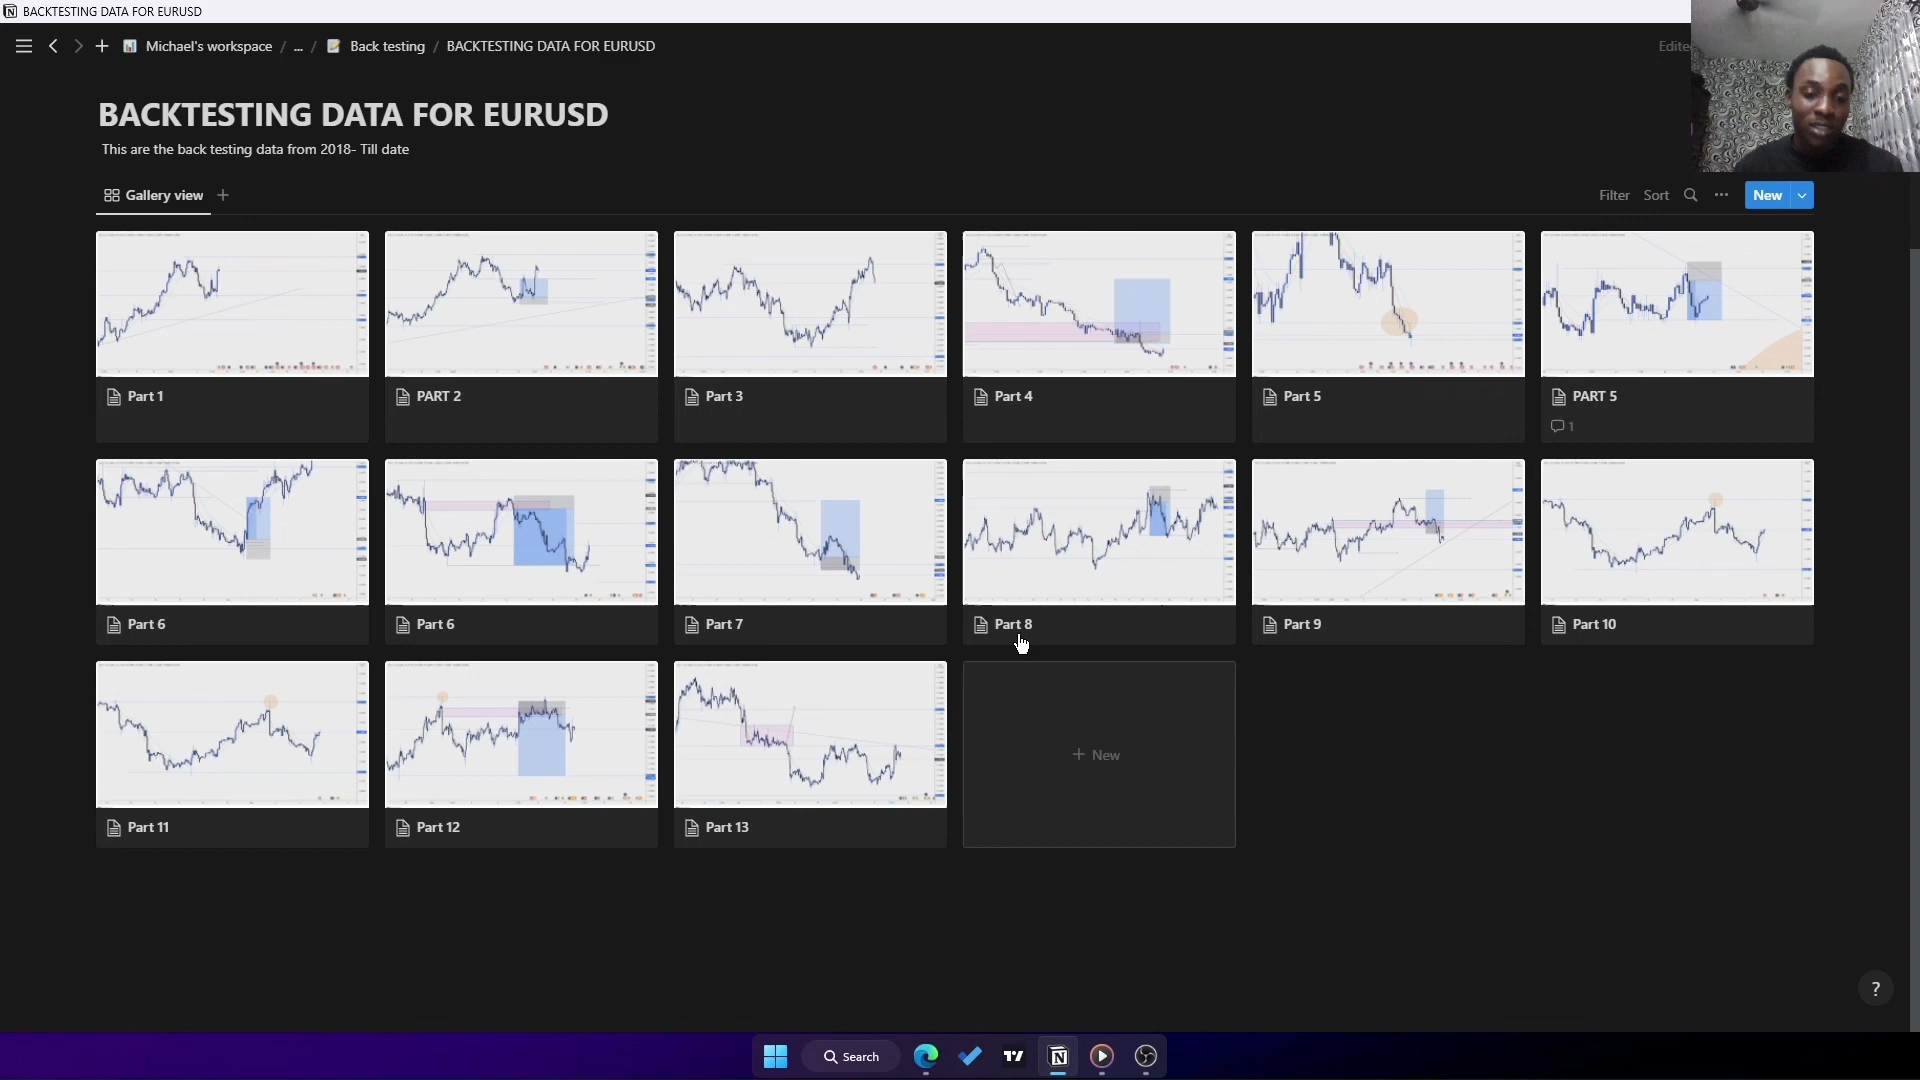 BACKTESTING DATA FOR EURUSD
Michael's workspace / ... / Back testing / BACKTESTING DATA FOR EURUSD
BACKTESTING DATA FOR EURUSD
This are the back testing data from 2018- Till date
Gallery view
Filter Sort New
Part 1
PART 2
Part 3
Part 4
Part 5
PART 5
1
Part 6
Part 6
Part 7
Part 8
Part 9
Part 10
Part 11
Part 12
Part 13
+ New
?
Search